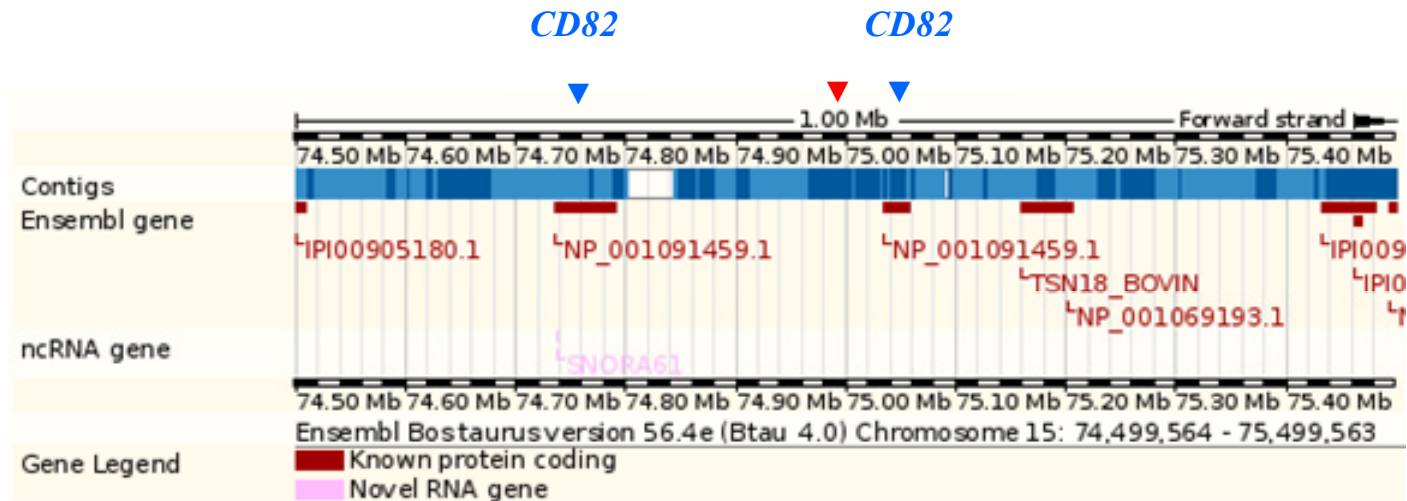 CD82 CD82
1.00 Mb Forward strand
74.50 Mb 74.60 Mb 74.70 Mb 74.80 Mb 74.90 Mb 75.00 Mb 75.10 Mb 75.20 Mb 75.30 Mb 75.40 Mb
Contigs
Ensembl gene
IPI00905180.1 NP_001091459.1 NP_001091459.1 IPI009
TSN18_BOVIN IPI0
NP_001069193.1 N
ncRNA gene
SNORA61
74.50 Mb 74.60 Mb 74.70 Mb 74.80 Mb 74.90 Mb 75.00 Mb 75.10 Mb 75.20 Mb 75.30 Mb 75.40 Mb
Ensembl Bos taurus version 56.4e (Btau 4.0) Chromosome 15: 74,499,564 - 75,499,563
Gene Legend Known protein coding
Novel RNA gene